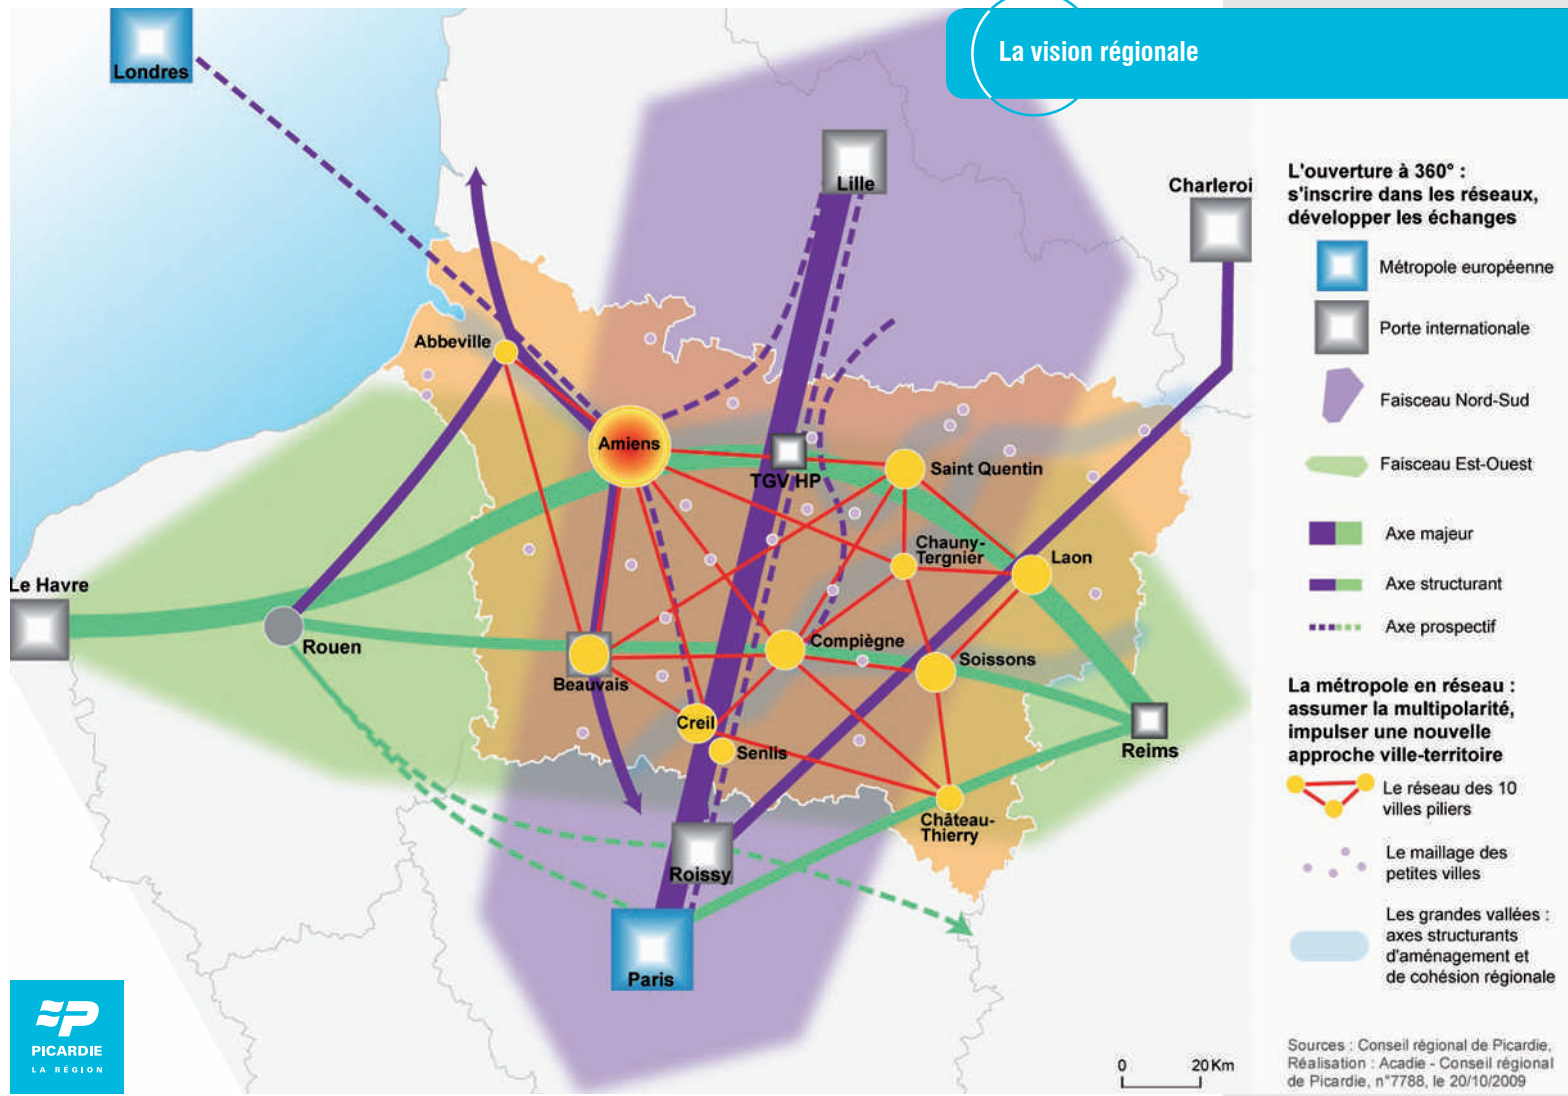 La vision régionale
Londres
Lille
Charleroi
Abbeville
Amiens
TGV HP
Saint Quentin
Chauny-
Tergnier
Laon
Le Havre
Rouen
Compiègne
Soissons
Beauvais
Creil
Senlis
Reims
Château-
Thierry
Roissy
Paris
L'ouverture à 360° :
s'inscrire dans les réseaux,
développer les échanges
Métropole européenne
Porte internationale
Faisceau Nord-Sud
Faisceau Est-Ouest
Axe majeur
Axe structurant
Axe prospectif
La métropole en réseau :
assumer la multipolarité,
impulser une nouvelle
approche ville-territoire
Le réseau des 10
villes piliers
Le maillage des
petites villes
Les grandes vallées :
axes structurants
d'aménagement et
de cohésion régionale
Sources : Conseil régional de Picardie,
Réalisation : Acadie - Conseil régional
de Picardie, n°7788, le 20/10/2009
0 20 Km
PICARDIE
LA RÉGION